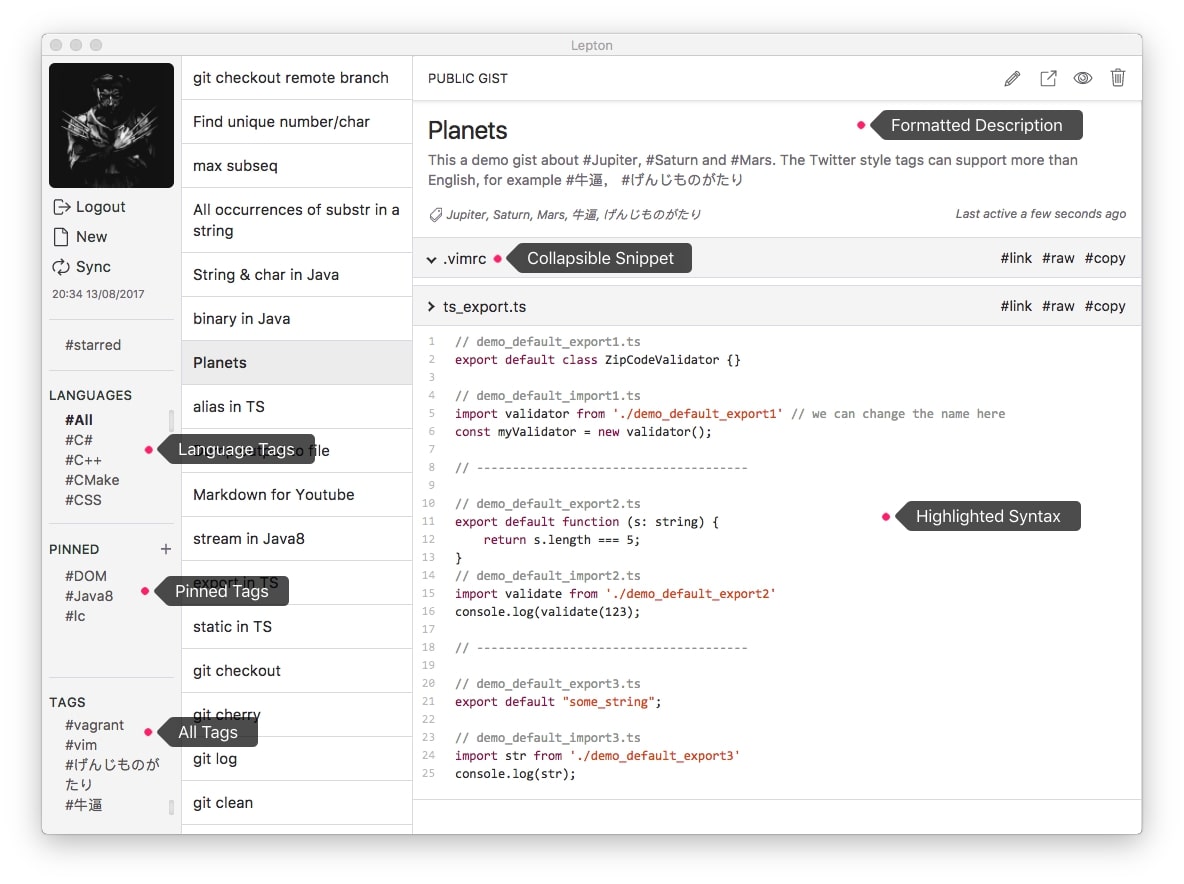 Lepton
Logout
New
Sync
20:34 13/08/2017
#starred
LANGUAGES
#All
#C#
#C++
#CMake
#CSS
Language Tags
PINNED +
#DOM
#Java8
#lc
Pinned Tags
TAGS
#vagrant
#vim
#げんじものが
たり
#牛逼
All Tags
git checkout remote branch
Find unique number/char
max subseq
All occurrences of substr in a
string
String & char in Java
binary in Java
Planets
alias in TS
file
Markdown for Youtube
stream in Java8
export in TS
static in TS
git checkout
git cherry
git log
git clean
PUBLIC GIST
Planets
Formatted Description
This a demo gist about #Jupiter, #Saturn and #Mars. The Twitter style tags can support more than
English, for example #牛逼， #げんじものがたり
Jupiter, Saturn, Mars, 牛逼, げんじものがたり
Last active a few seconds ago
.vimrc
Collapsible Snippet
#link #raw #copy
ts_export.ts
#link #raw #copy
1 // demo_default_export1.ts
2 export default class ZipCodeValidator {}
3
4 // demo_default_import1.ts
5 import validator from './demo_default_export1' // we can change the name here
6 const myValidator = new validator();
7
8 // ------------------------------------
9
10 // demo_default_export2.ts
11 export default function (s: string) {
12     return s.length === 5;
13 }
14 // demo_default_import2.ts
15 import validate from './demo_default_export2'
16 console.log(validate(123);
17
18 // ------------------------------------
19
20 // demo_default_export3.ts
21 export default "some_string";
22
23 // demo_default_import3.ts
24 import str from './demo_default_export3'
25 console.log(str);
Highlighted Syntax